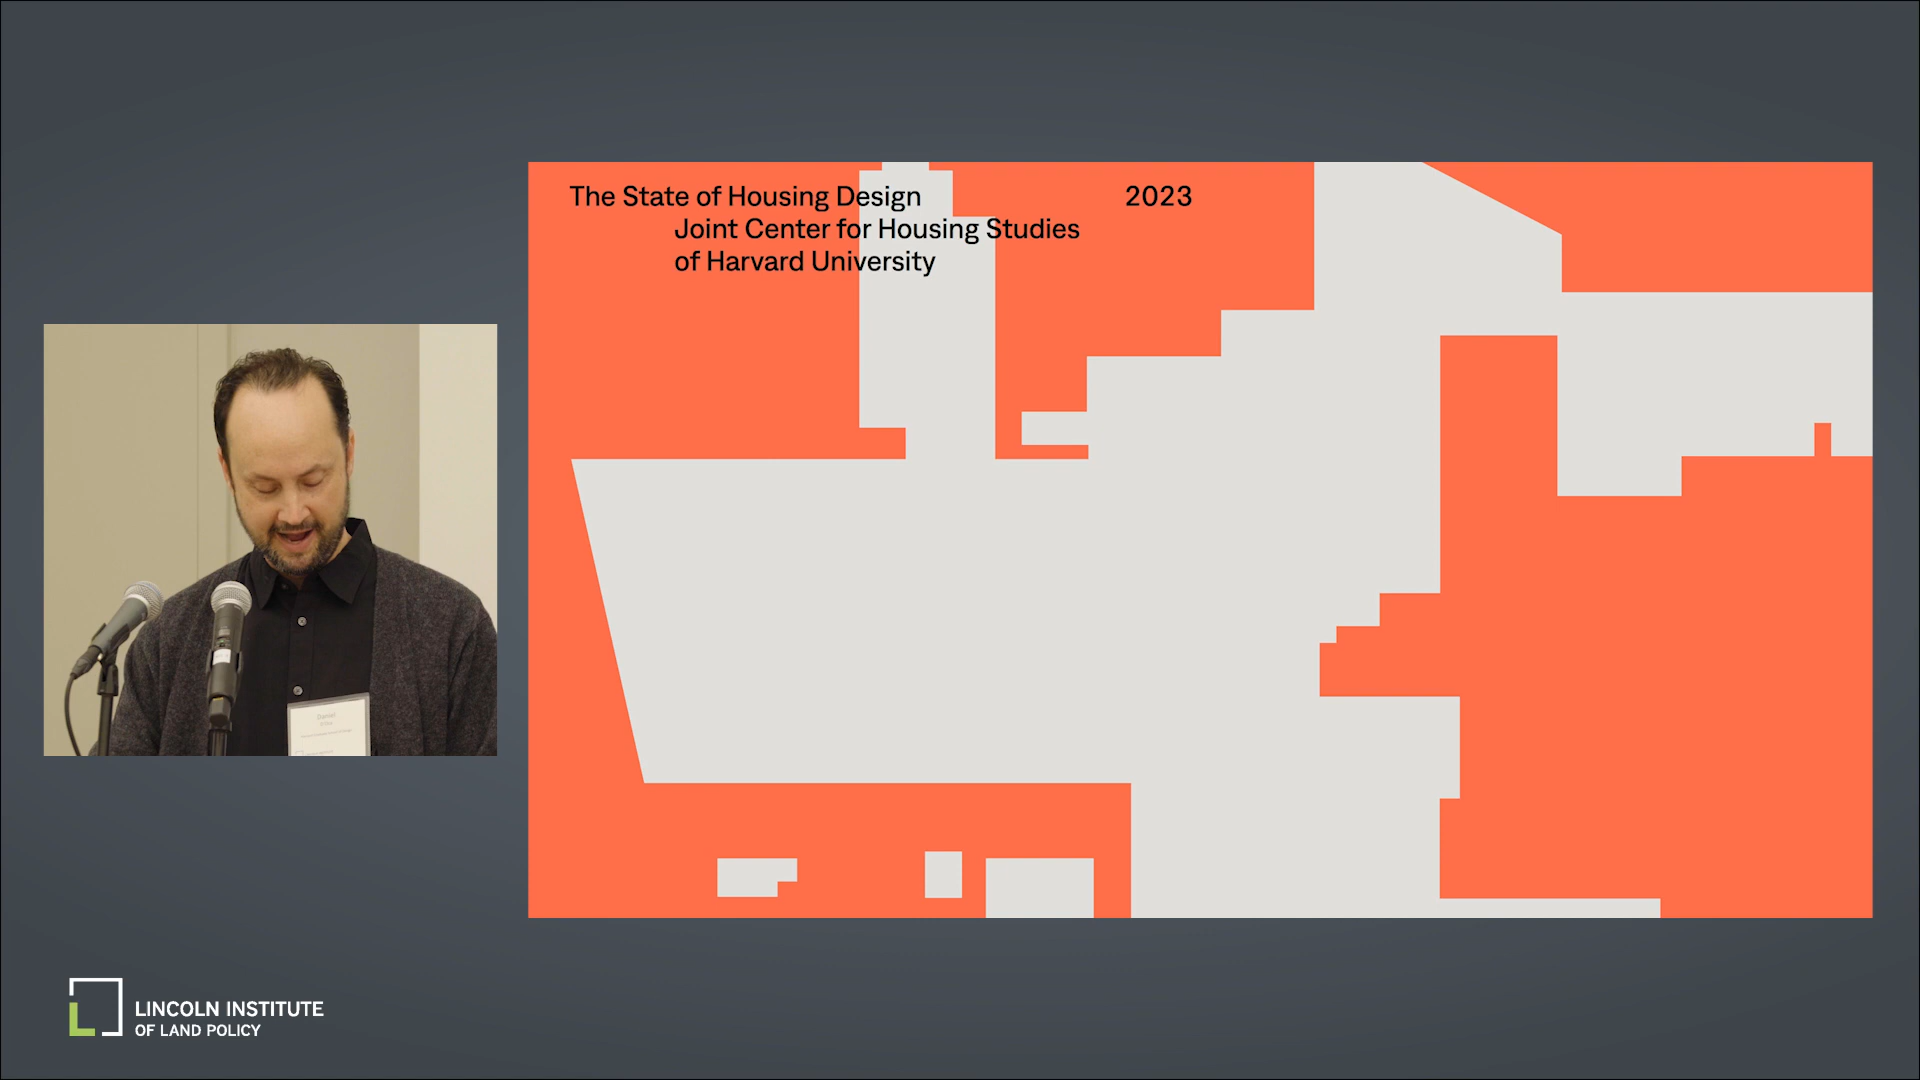 The State of Housing Design
2023
Joint Center for Housing Studies
of Harvard University
Daniel
LINCOLN INSTITUTE
OF LAND POLICY